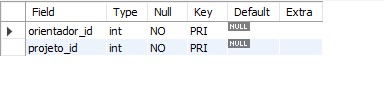 Field Type Null Key Default Extra
orientador_id int NO PRI NULL
projeto_id int NO PRI NULL